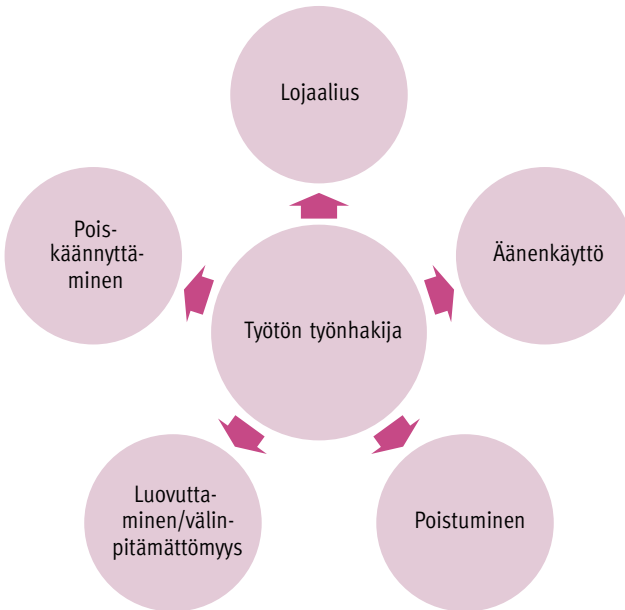 Lojaalius
Pois-
käännyttä-
minen
Äänenkäyttö
Työtön työnhakija
Luovutta-
minen/välin-
pitämättömyys
Poistuminen